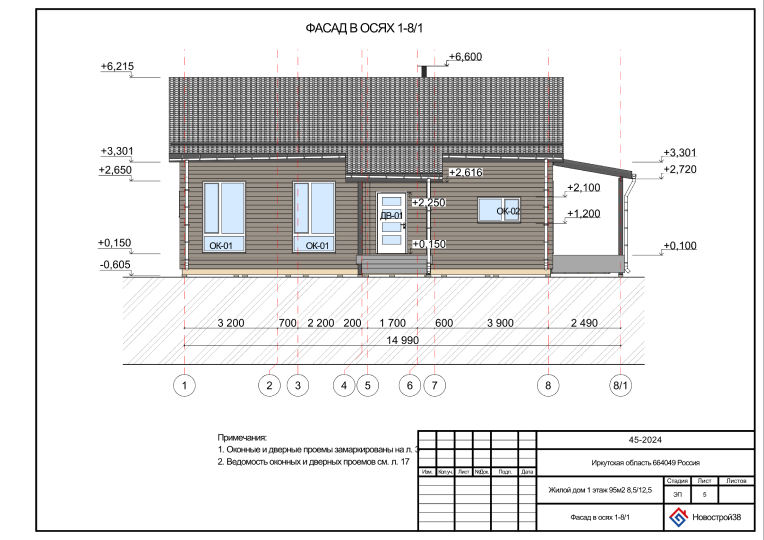 ФАСАД В ОСЯХ 1-8/1
+6,600
+6,215
+3,301
+2,650
+0,150
-0,605
+2.616
+2,250
+0,150
+2,100
+1,200
+3,301
+2,720
+0,100
ОК-01
ОК-01
ДВ-01
ОК-02
3 200 700 2 200 200 1 700 600 3 900 2 490
14 990
1 2 3 4 5 6 7 8 8/1
Примечания:
1. Оконные и дверные проемы замаркированы на л.
2. Ведомость оконных и дверных проемов см. л. 17
45-2024
Иркутская область 664049 Россия
Изм. Кол.уч. Лист №Док. Подп. Дата
Жилой дом 1 этаж 95м2 8,5/12,5
Стадия Лист Листов
ЭП 5
Фасад в осях 1-8/1
Новострой38